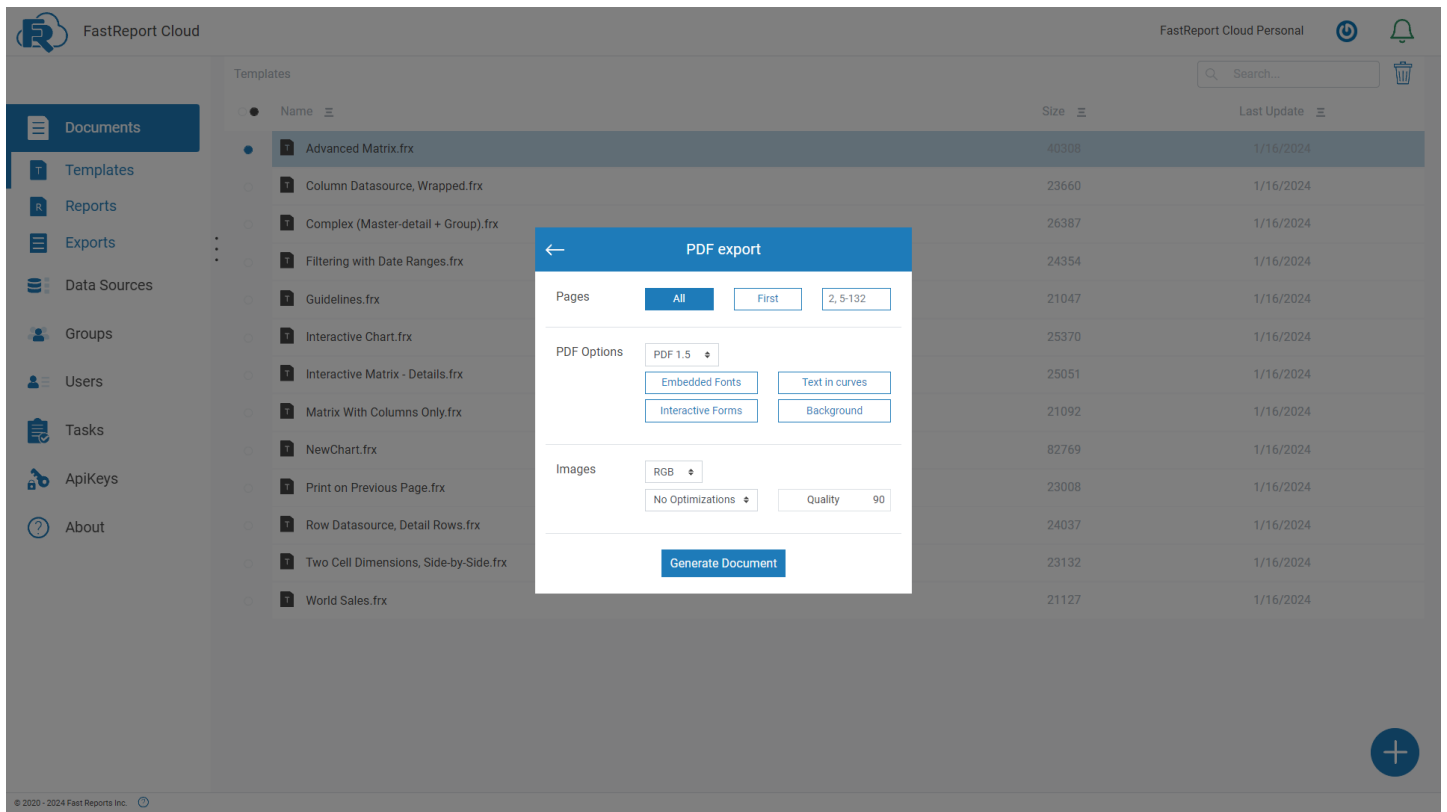 FastReport Cloud
FastReport Cloud Personal
Templates
Search...
Name
Size
Last Update
Documents
Templates
Reports
Exports
Data Sources
Groups
Users
Tasks
ApiKeys
About
Advanced Matrix.frx 40308 1/16/2024
Column Datasource, Wrapped.frx 23660 1/16/2024
Complex (Master-detail + Group).frx 26387 1/16/2024
Filtering with Date Ranges.frx 24354 1/16/2024
Guidelines.frx 21047 1/16/2024
Interactive Chart.frx 25370 1/16/2024
Interactive Matrix - Details.frx 25051 1/16/2024
Matrix With Columns Only.frx 21092 1/16/2024
NewChart.frx 82769 1/16/2024
Print on Previous Page.frx 23008 1/16/2024
Row Datasource, Detail Rows.frx 24037 1/16/2024
Two Cell Dimensions, Side-by-Side.frx 23132 1/16/2024
World Sales.frx 21127 1/16/2024
PDF export
Pages All First 2, 5-132
PDF Options PDF 1.5
Embedded Fonts Text in curves
Interactive Forms Background
Images RGB
No Optimizations Quality 90
Generate Document
© 2020 - 2024 Fast Reports Inc.